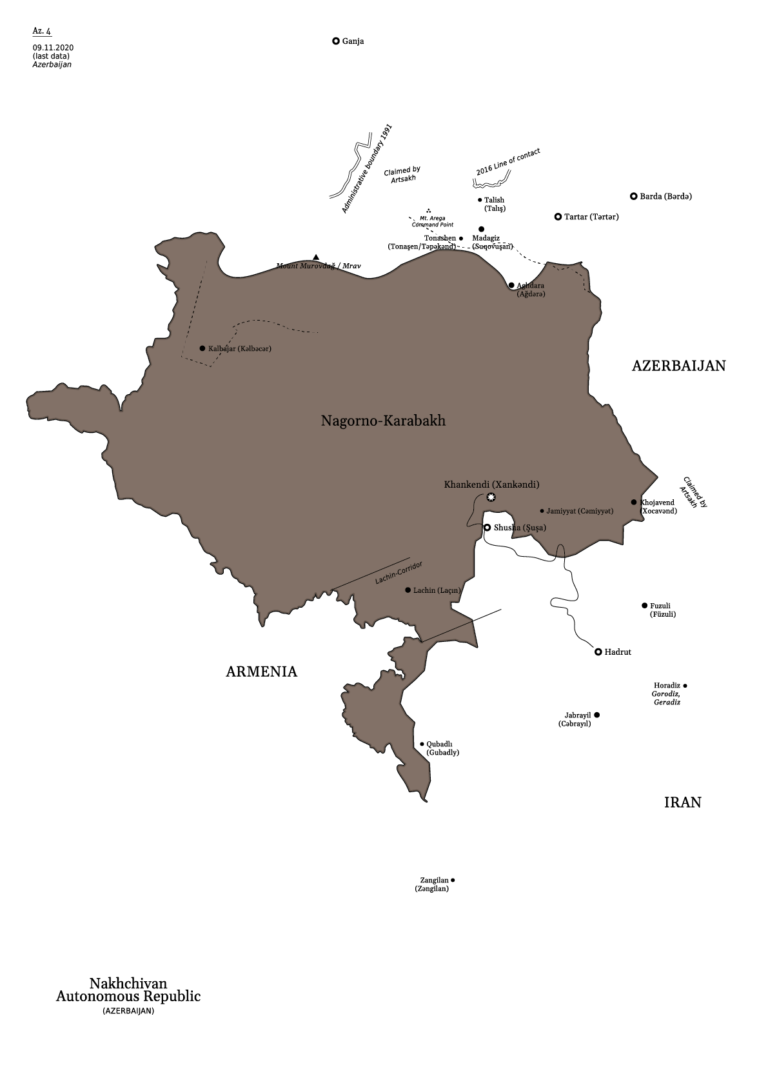 Az. 4
09.11.2020
(last data)
Azerbaijan
Ganja
Administrative boundary 1991
Claimed by
Artsakh
2016 Line of contact
Talish
(Talış)
Barda (Bərdə)
Tartar (Tərtər)
Mt. Arega
Command Point
Tonashen
(Tonaşen/Təpəkənd)
Madagiz
(Suqovuşan)
Mount Murovdağ / Mrav
Aghdara
(Ağdərə)
Kalbajar (Kəlbəcər)
AZERBAIJAN
Nagorno-Karabakh
Khankendi (Xankəndi)
Claimed by
Artsakh
Khojavend
(Xocavənd)
Jamiyyat (Cəmiyyət)
Shusha (Şuşa)
Lachin-Corridor
Lachin (Laçın)
Fuzuli
(Füzuli)
Hadrut
ARMENIA
Horadiz
Gorodiz,
Geradiz
Jabrayil
(Cəbrayıl)
Qubadlı
(Gubadly)
IRAN
Zangilan
(Zəngilan)
Nakhchivan
Autonomous Republic
(AZERBAIJAN)